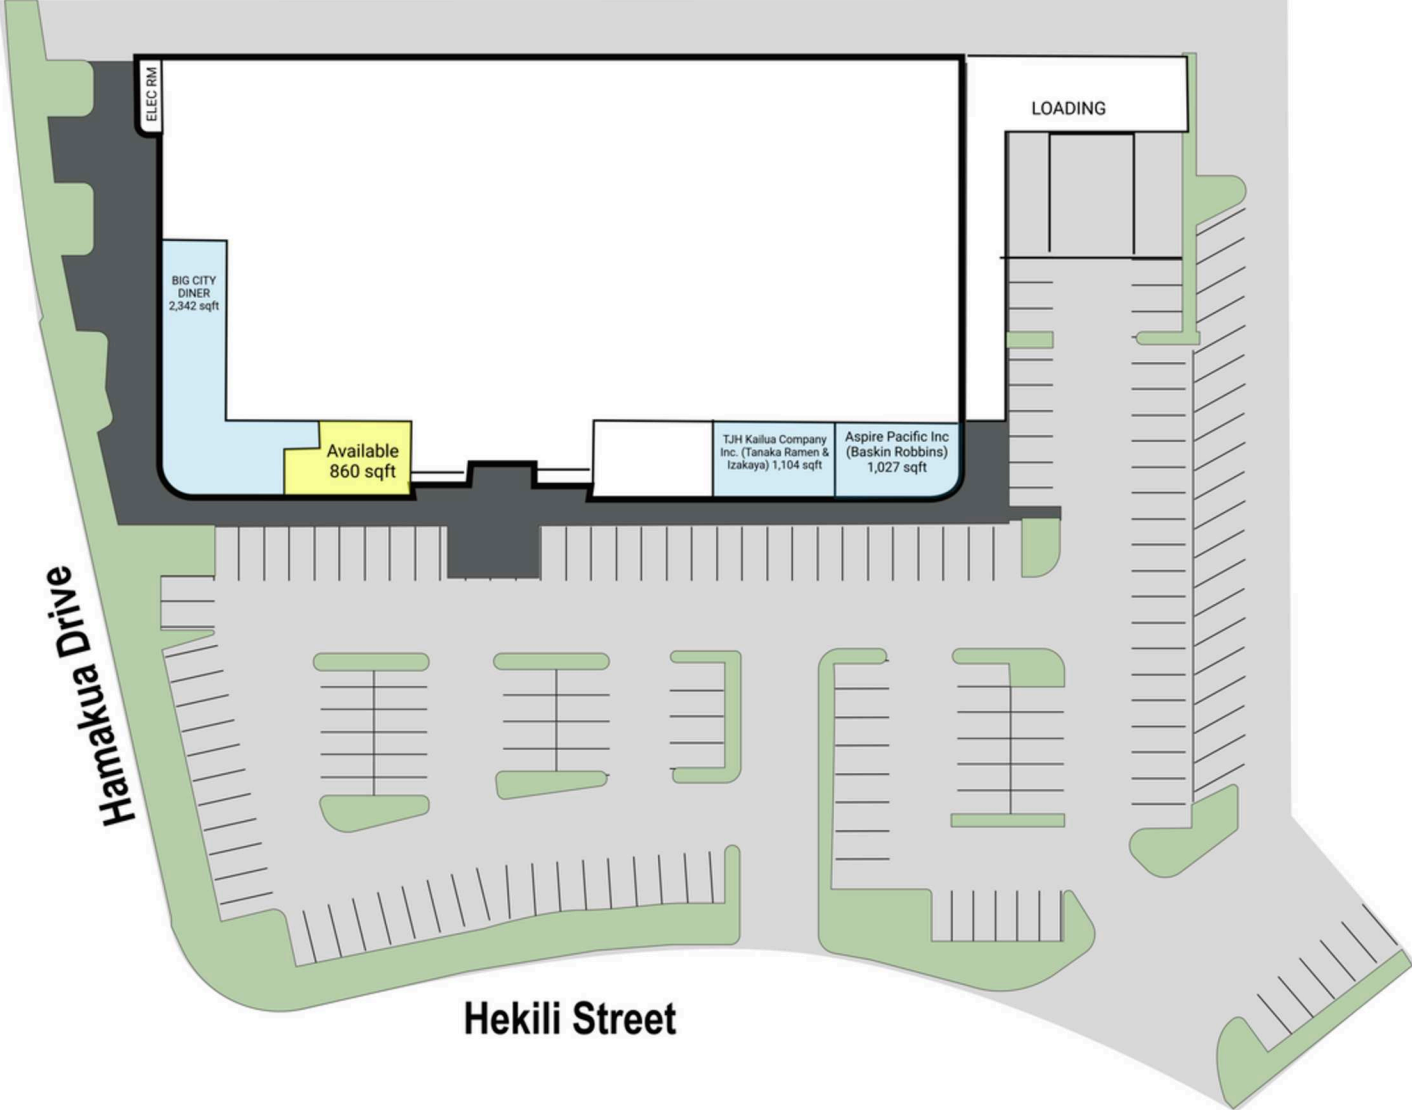 ELEC RM
LOADING
BIG CITY
DINER
2,342 sqft
Available
860 sqft
TJH Kailua Company
Inc. (Tanaka Ramen &
Izakaya) 1,104 sqft
Aspire Pacific Inc
(Baskin Robbins)
1,027 sqft
Hamakua Drive
Hekili Street